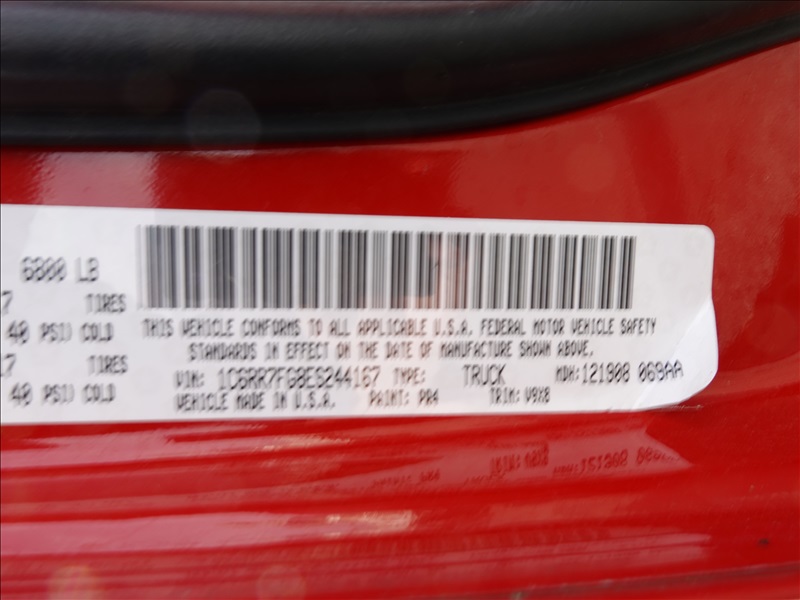 6800 LB
7 TIRES
40 PSI) COLD
17 TIRES
40 PSI) COLD
THIS VEHICLE CONFORMS TO ALL APPLICABLE U.S.A. FEDERAL MOTOR VEHICLE SAFETY
STANDARDS IN EFFECT ON THE DATE OF MANUFACTURE SHOWN ABOVE.
VIN: 1C6RR7FG8ES244167 TYPE: TRUCK MDH: 121908 069AA
VEHICLE MADE IN U.S.A. PAINT: PR4 TRIM: V9X8